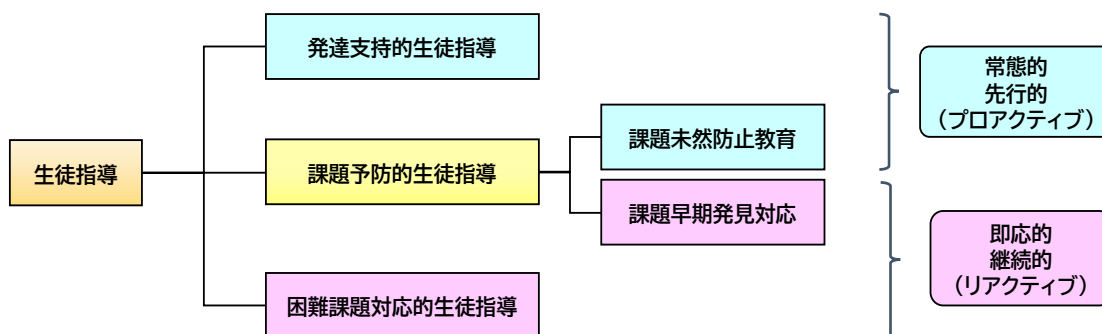 発達支持的生徒指導
常態的
先行的
（プロアクティブ）
課題未然防止教育
生徒指導
課題予防的生徒指導
課題早期発見対応
即応的
継続的
（リアクティブ）
困難課題対応的生徒指導